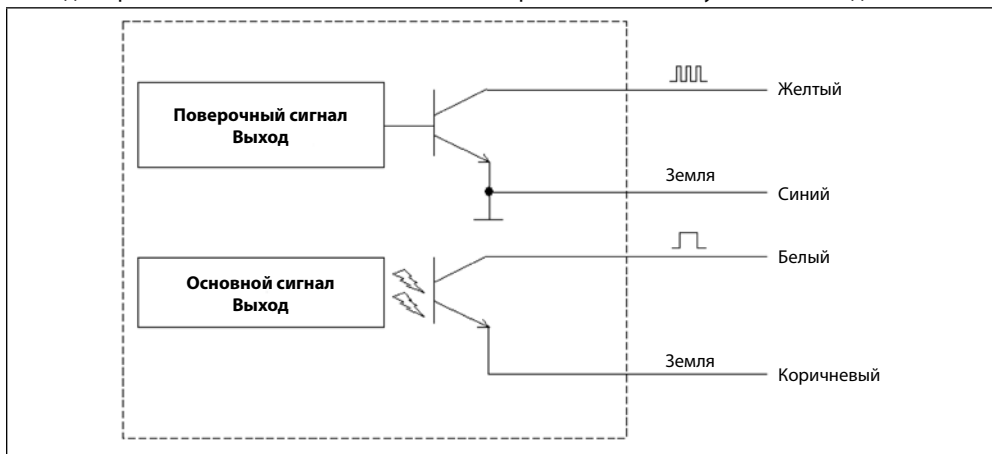 Поверочный сигнал
Выход
Желтый
Земля
Синий
Основной сигнал
Выход
Белый
Земля
Коричневый